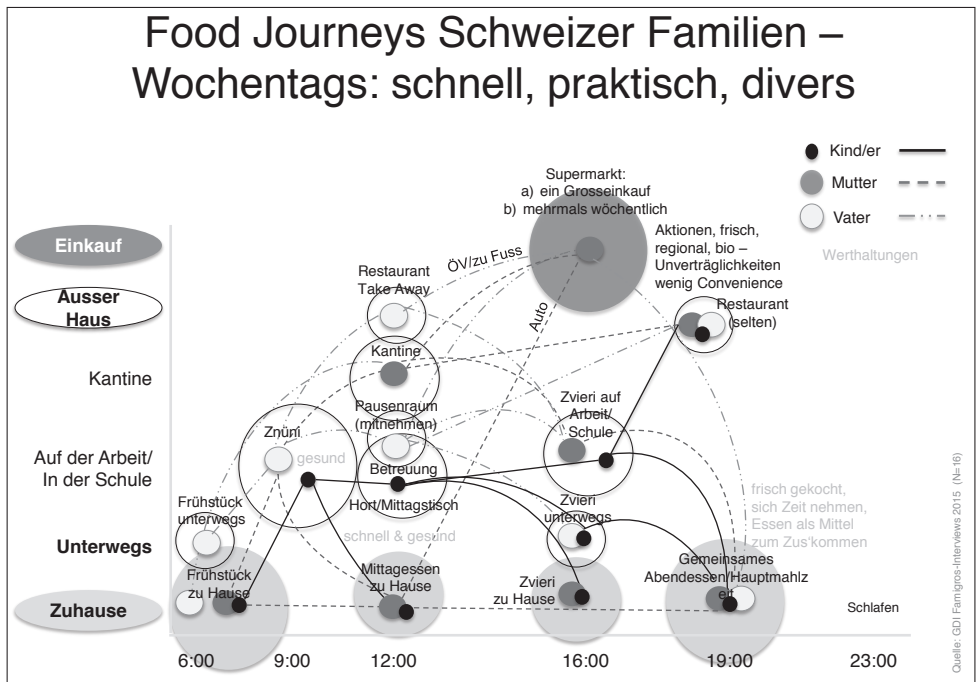 Food Journeys Schweizer Familien –
Wochentags: schnell, praktisch, divers
Kind/er
Mutter
Vater
Werthaltungen
Supermarkt:
a) ein Grosseinkauf
b) mehrmals wöchentlich
Aktionen, frisch,
regional, bio –
Unverträglichkeiten
wenig Convenience
Einkauf
ÖV/zu Fuss
Auto
Restaurant
Take Away
Restaurant
(selten)
Ausser
Haus
Kantine
Kantine
Pausenraum
(mitnehmen)
Zvieri auf
Arbeit/
Schule
Znüni
gesund
Auf der Arbeit/
In der Schule
Betreuung
Hort/Mittagstisch
Frühstück
unterwegs
Zvieri
unterwegs
frisch gekocht,
sich Zeit nehmen,
Essen als Mittel
zum Zus'kommen
schnell & gesund
Unterwegs
Frühstück
zu Hause
Mittagessen
zu Hause
Zvieri
zu Hause
Gemeinsames
Abendessen/Hauptmahlz
eit
Zuhause
Schlafen
6:00
9:00
12:00
16:00
19:00
23:00
Quelle: GDI Famigros-Interviews 2015 (N=16)